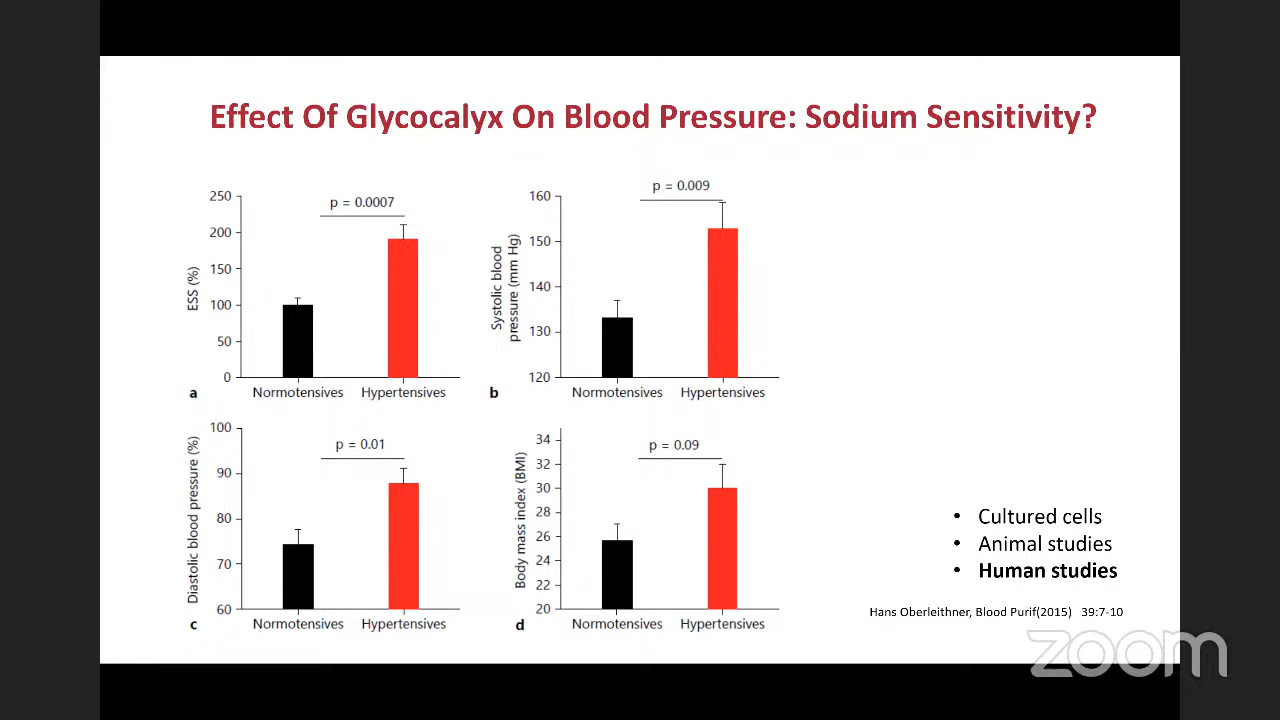 Effect Of Glycocalyx On Blood Pressure: Sodium Sensitivity?
250
200
150
100
50
0
ESS (%)
p = 0.0007
Normotensives Hypertensives
a
160
150
140
130
120
Systolic blood
pressure (mm Hg)
p = 0.009
Normotensives Hypertensives
b
100
90
80
70
60
Diastolic blood pressure (%)
p = 0.01
Normotensives Hypertensives
c
34
32
30
28
26
24
22
20
Body mass index (BMI)
p = 0.09
Normotensives Hypertensives
d
• Cultured cells
• Animal studies
• Human studies
Hans Oberleithner, Blood Purif(2015) 39:7-10
zoom